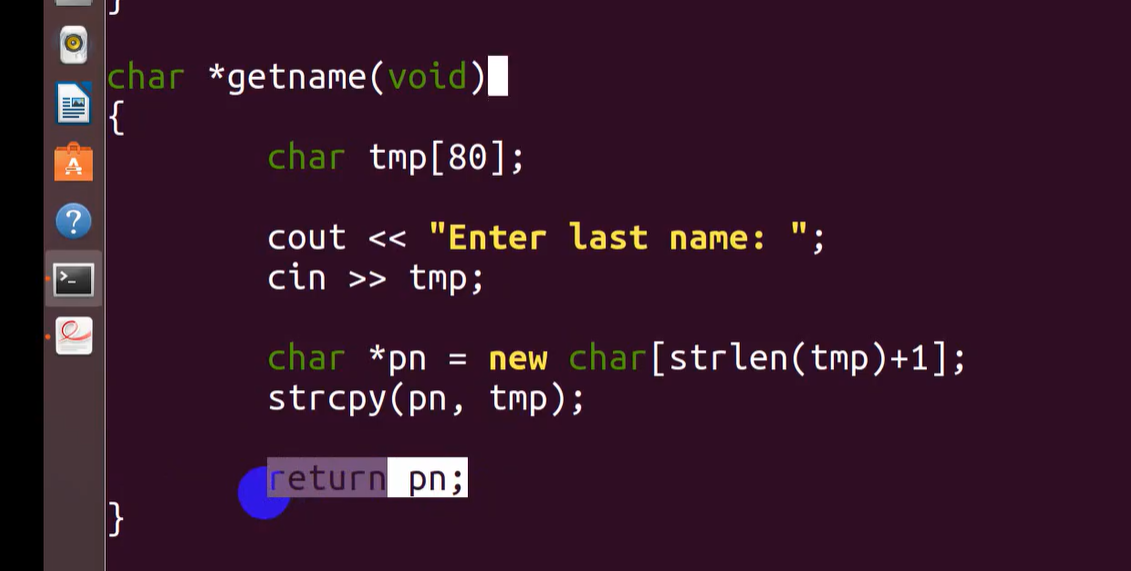 }
char *getname(void)
{
char tmp[80];
cout << "Enter last name: ";
cin >> tmp;
char *pn = new char[strlen(tmp)+1];
strcpy(pn, tmp);
return pn;
}